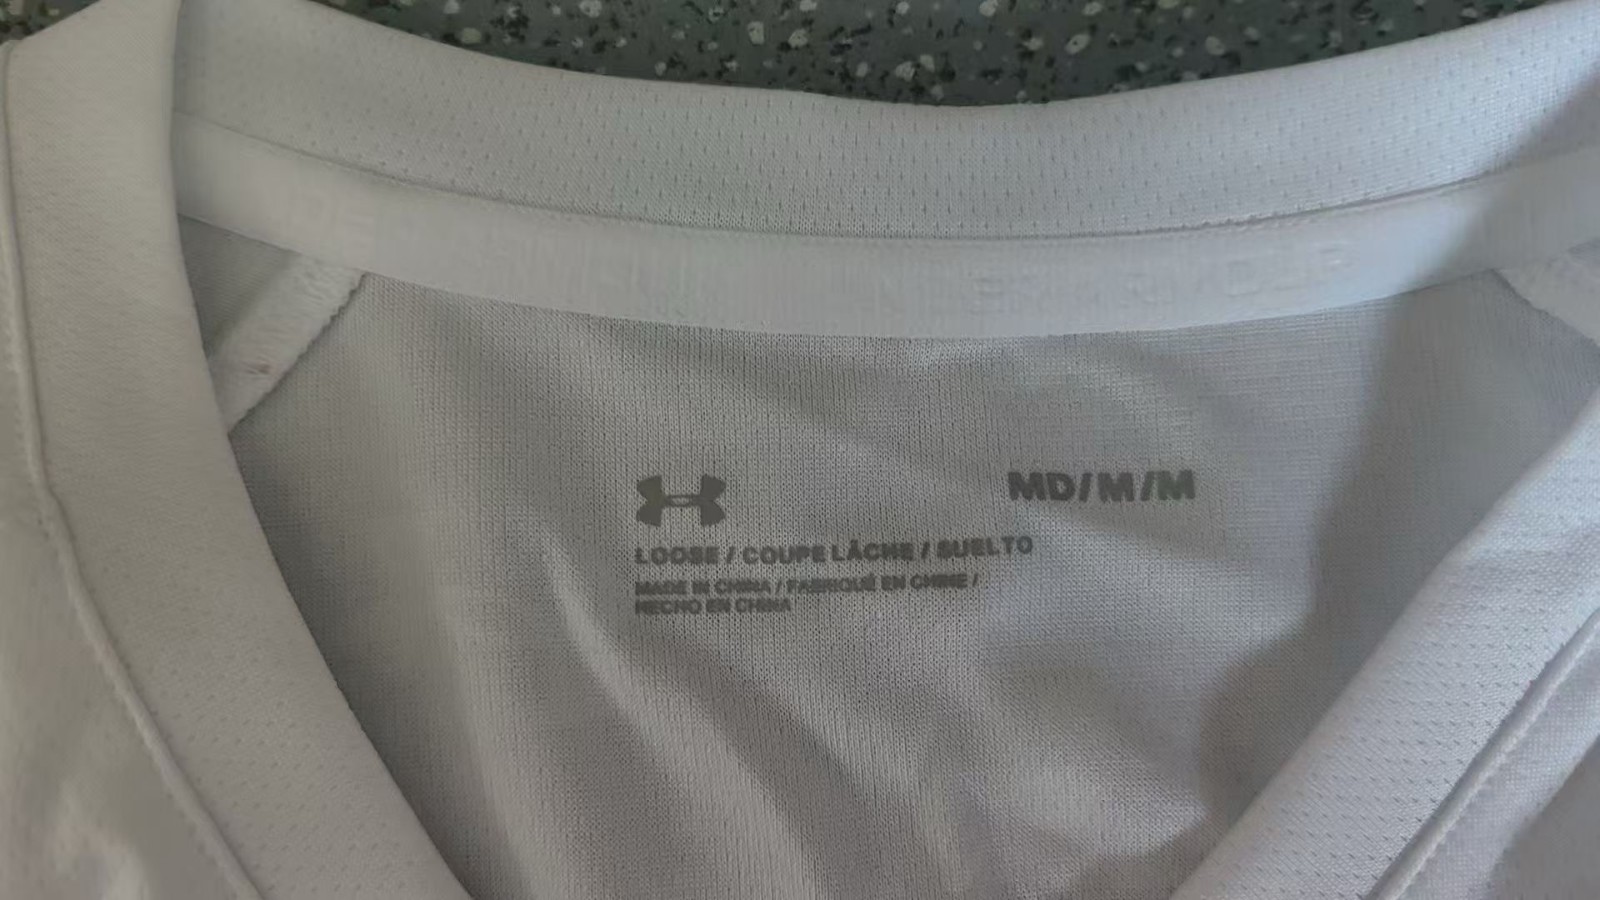 MD/M/M
LOOSE / COUPE LÂCHE / SUELTO
MADE IN CHINA / FABRIQUÉ EN CHINE /
HECHO EN CHINA